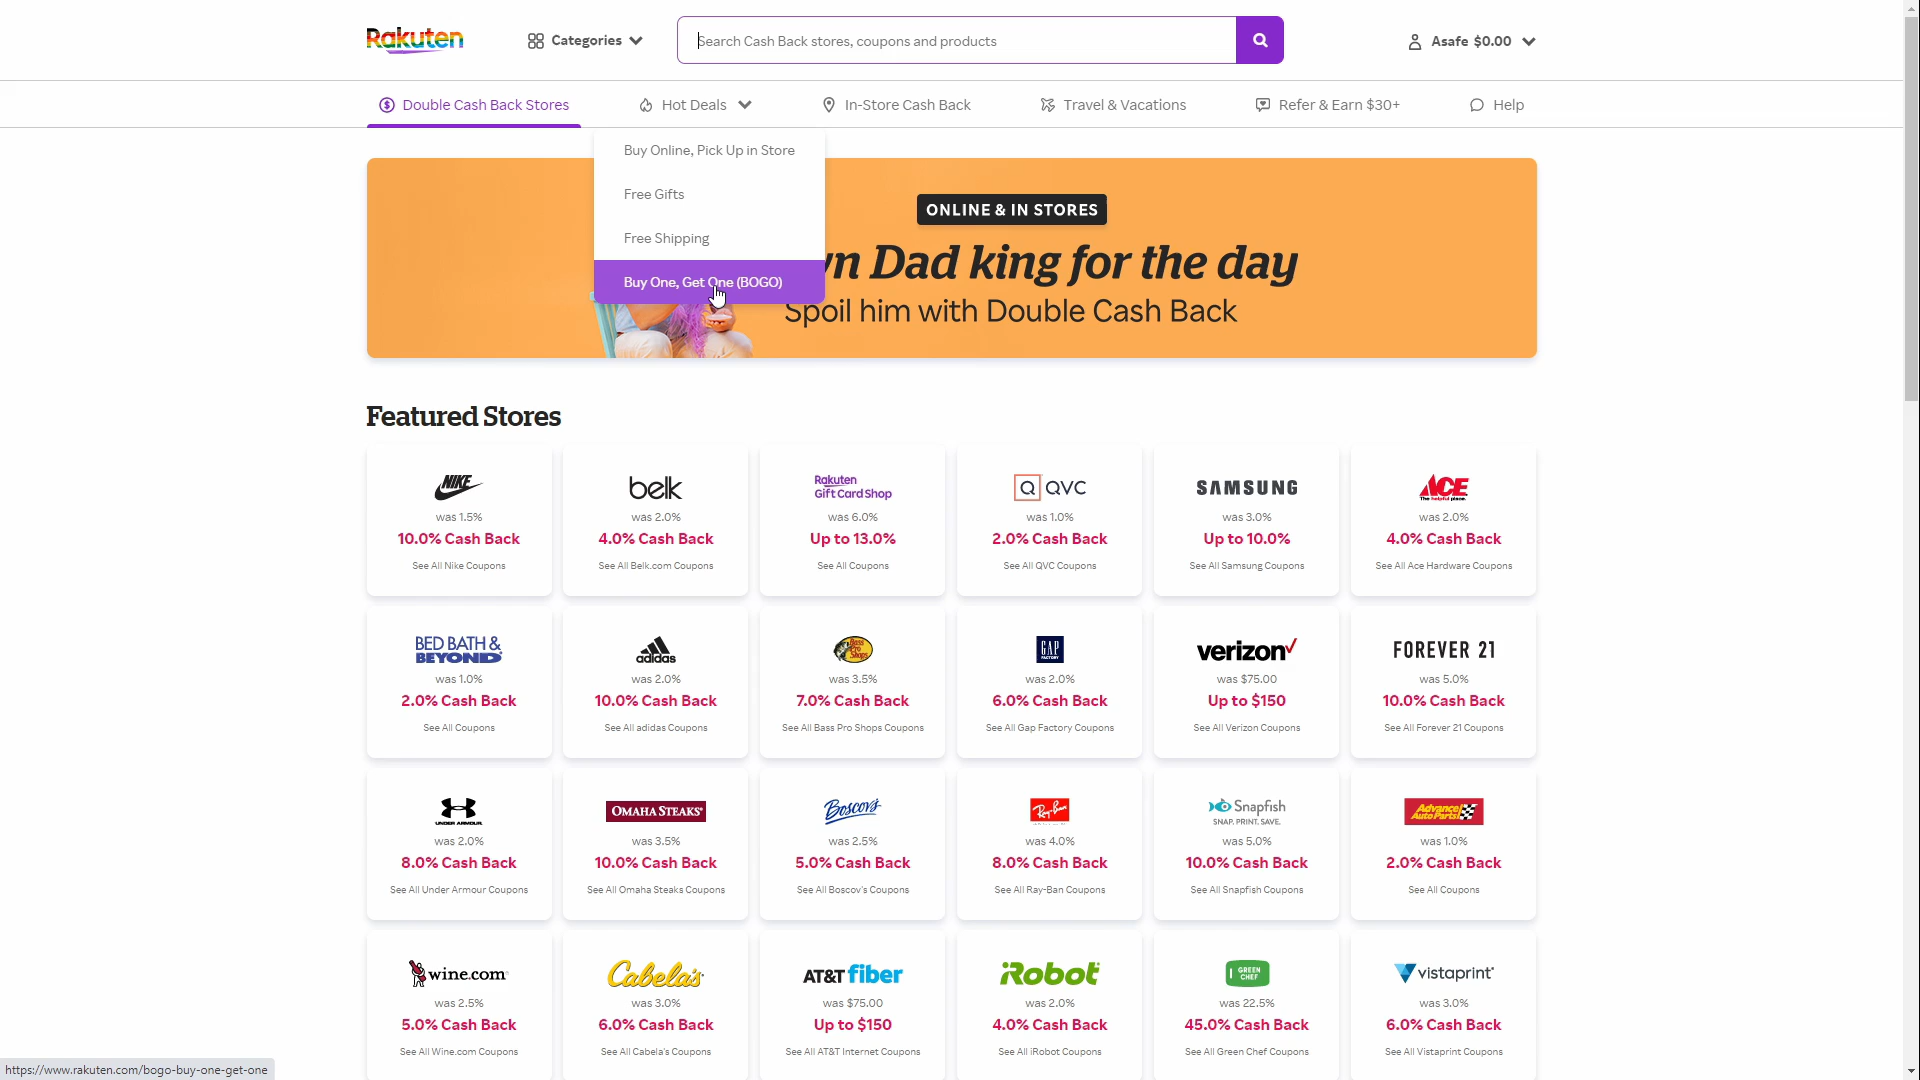 Rakuten
Categories
Search Cash Back stores, coupons and products
Asafe $0.00
Double Cash Back Stores
Hot Deals
In-Store Cash Back
Travel & Vacations
Refer & Earn $30+
Help
Buy Online, Pick Up in Store
Free Gifts
Free Shipping
Buy One, Get One (BOGO)
ONLINE & IN STORES
Dad king for the day
Spoil him with Double Cash Back
Featured Stores
NIKE
was 1.5%
10.0% Cash Back
See All Nike Coupons
belk
was 2.0%
4.0% Cash Back
See All Belk.com Coupons
Rakuten
Gift Card Shop
was 6.0%
Up to 13.0%
See All Coupons
Q QVC
was 1.0%
2.0% Cash Back
See All QVC Coupons
SAMSUNG
was 3.0%
Up to 10.0%
See All Samsung Coupons
ACE
The helpful place.
was 2.0%
4.0% Cash Back
See All Ace Hardware Coupons
BED BATH &
BEYOND
was 1.0%
2.0% Cash Back
See All Coupons
adidas
was 2.0%
10.0% Cash Back
See All adidas Coupons
Bass
Pro Shops
was 3.5%
7.0% Cash Back
See All Bass Pro Shops Coupons
GAP
FACTORY
was 2.0%
6.0% Cash Back
See All Gap Factory Coupons
verizon
was $75.00
Up to $150
See All Verizon Coupons
FOREVER 21
was 5.0%
10.0% Cash Back
See All Forever 21 Coupons
UNDER ARMOUR
was 2.0%
8.0% Cash Back
See All Under Armour Coupons
OMAHA STEAKS
was 3.5%
10.0% Cash Back
See All Omaha Steaks Coupons
Boscov's
was 2.5%
5.0% Cash Back
See All Boscov's Coupons
Ray-Ban
was 4.0%
8.0% Cash Back
See All Ray-Ban Coupons
Snapfish
SNAP. PRINT. SAVE.
was 5.0%
10.0% Cash Back
See All Snapfish Coupons
Advance
Auto Parts
was 1.0%
2.0% Cash Back
See All Coupons
wine.com
was 2.5%
5.0% Cash Back
See All Wine.com Coupons
Cabela's
was 3.0%
6.0% Cash Back
See All Cabela's Coupons
AT&T fiber
was $75.00
Up to $150
See All AT&T Internet Coupons
iRobot
was 2.0%
4.0% Cash Back
See All iRobot Coupons
GREEN
CHEF
was 22.5%
45.0% Cash Back
See All Green Chef Coupons
vistaprint
was 3.0%
6.0% Cash Back
See All Vistaprint Coupons
https://www.rakuten.com/bogo-buy-one-get-one